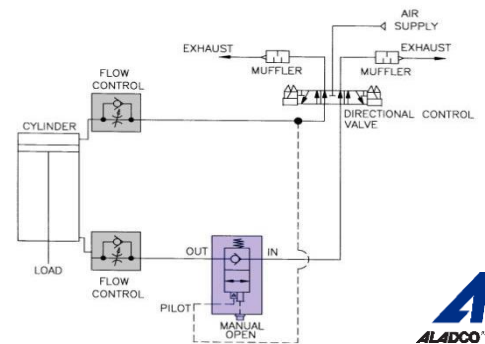 AIR
SUPPLY
EXHAUST
EXHAUST
MUFFLER
MUFFLER
FLOW
CONTROL
DIRECTIONAL CONTROL
VALVE
CYLINDER
OUT
IN
LOAD
FLOW
CONTROL
PILOT
MANUAL
OPEN
ALADCO